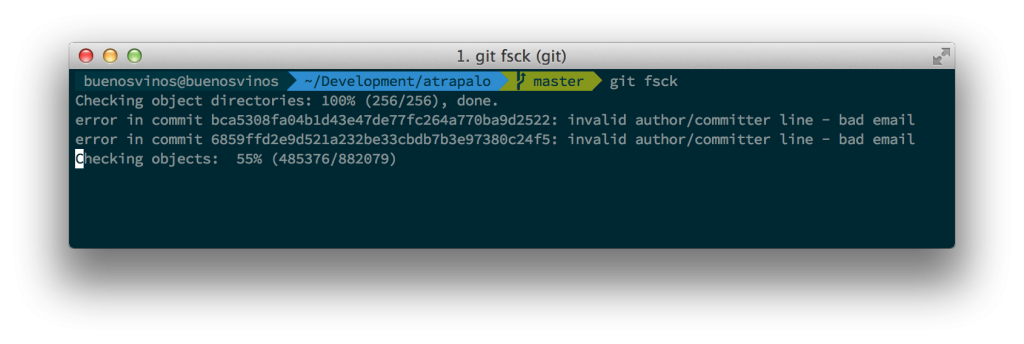 1. git fsck (git)
buenosvinos@buenosvinos ~/Development/atrapalo master git fsck
Checking object directories: 100% (256/256), done.
error in commit bca5308fa04b1d43e47de77fc264a770ba9d2522: invalid author/committer line - bad email
error in commit 6859ffd2e9d521a232be33cbdb7b3e97380c24f5: invalid author/committer line - bad email
Checking objects:  55% (485376/882079)